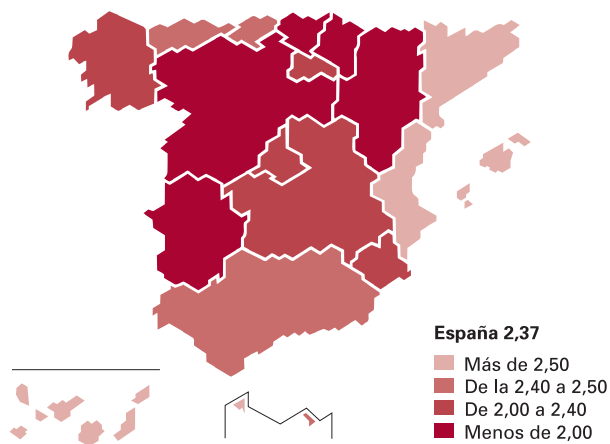 España 2,37
Más de 2,50
De la 2,40 a 2,50
De 2,00 a 2,40
Menos de 2,00